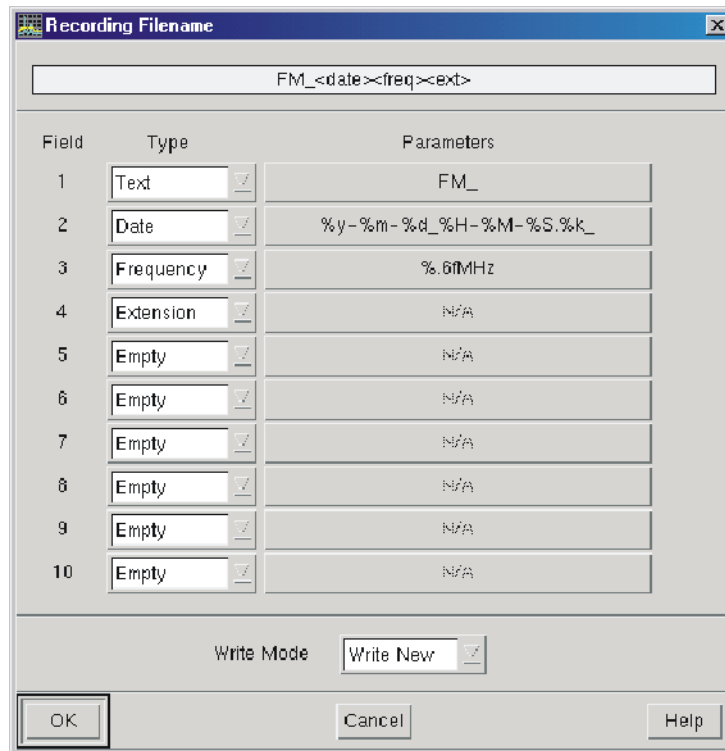 Recording Filename
FM_<date><freq><ext>
Field Type Parameters
1 Text FM_
2 Date %y-%m-%d_%H-%M-%S.%k_
3 Frequency %.6fMHz
4 Extension N/A
5 Empty N/A
6 Empty N/A
7 Empty N/A
8 Empty N/A
9 Empty N/A
10 Empty N/A
Write Mode Write New
OK Cancel Help